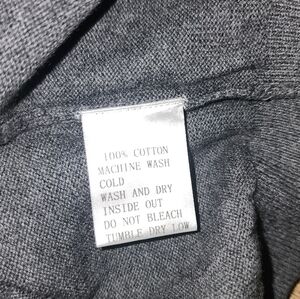 100% COTTON
MACHINE WASH
COLD
WASH AND DRY
INSIDE OUT
DO NOT BLEACH
TUMBLE DRY LOW